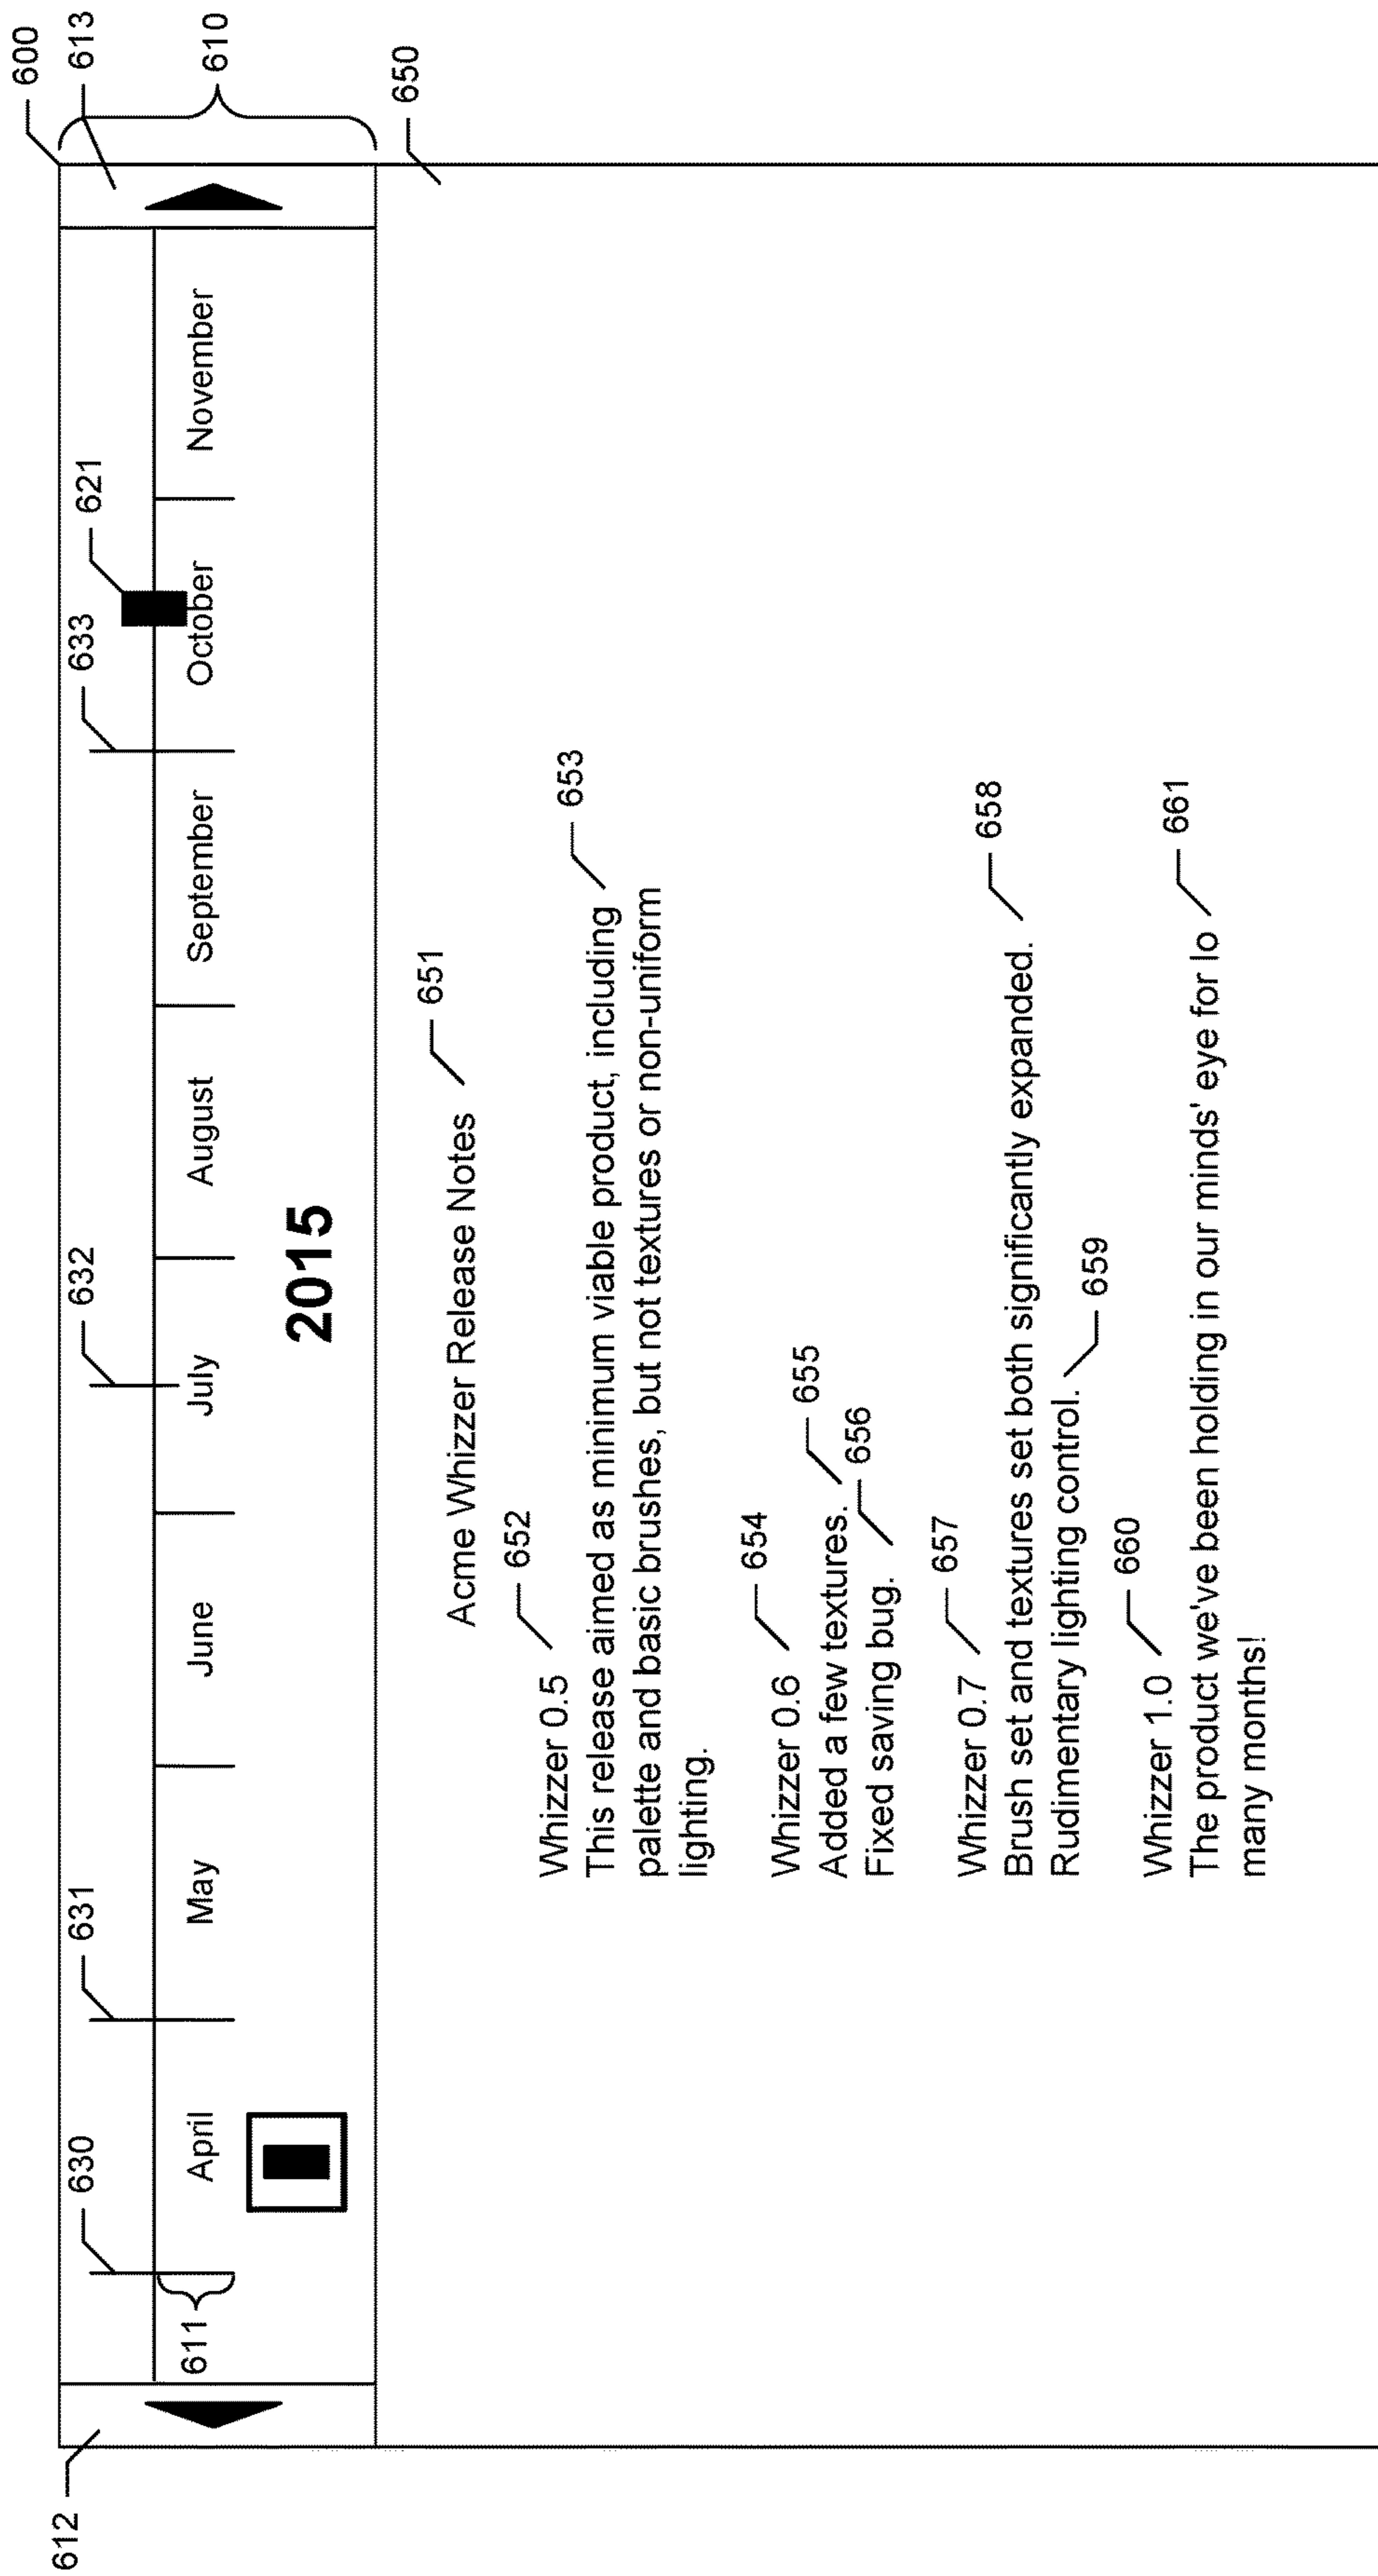 600
613
610
612
630
631
632
633
621
611
April
May
June
July
August
September
October
November
2015
650
Acme Whizzer Release Notes
651
Whizzer 0.5
652
This release aimed as minimum viable product, including
653
palette and basic brushes, but not textures or non-uniform
lighting.
Whizzer 0.6
654
Added a few textures.
655
Fixed saving bug.
656
Whizzer 0.7
657
Brush set and textures set both significantly expanded.
658
Rudimentary lighting control.
659
Whizzer 1.0
660
The product we've been holding in our minds' eye for lo
661
many months!